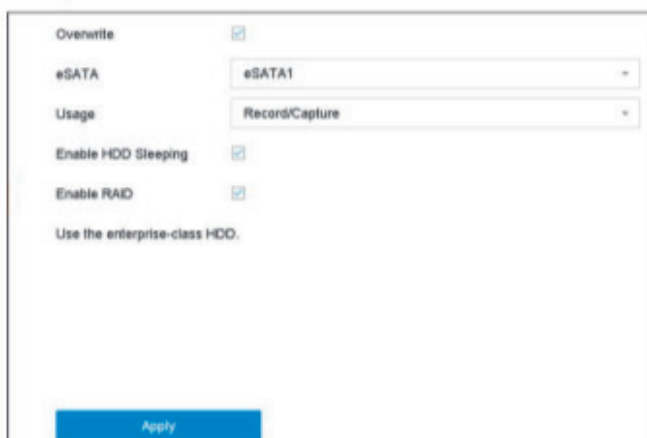 Overwrite
eSATA eSATA1
Usage Record/Capture
Enable HDD Sleeping
Enable RAID
Use the enterprise-class HDD.
Apply